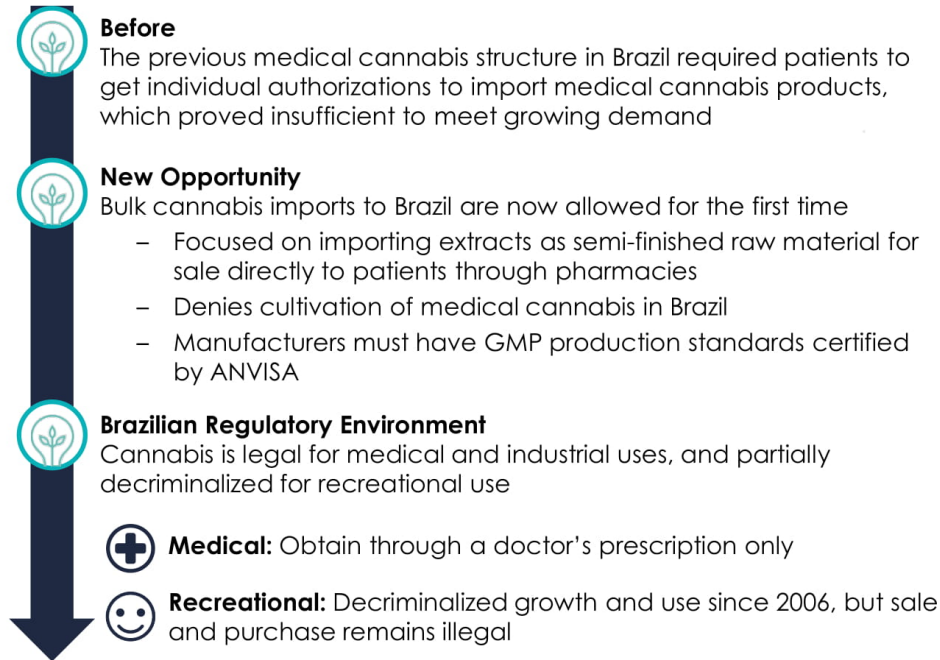 Before
The previous medical cannabis structure in Brazil required patients to
get individual authorizations to import medical cannabis products,
which proved insufficient to meet growing demand
New Opportunity
Bulk cannabis imports to Brazil are now allowed for the first time
– Focused on importing extracts as semi-finished raw material for
sale directly to patients through pharmacies
– Denies cultivation of medical cannabis in Brazil
– Manufacturers must have GMP production standards certified
by ANVISA
Brazilian Regulatory Environment
Cannabis is legal for medical and industrial uses, and partially
decriminalized for recreational use
Medical: Obtain through a doctor’s prescription only
Recreational: Decriminalized growth and use since 2006, but sale
and purchase remains illegal